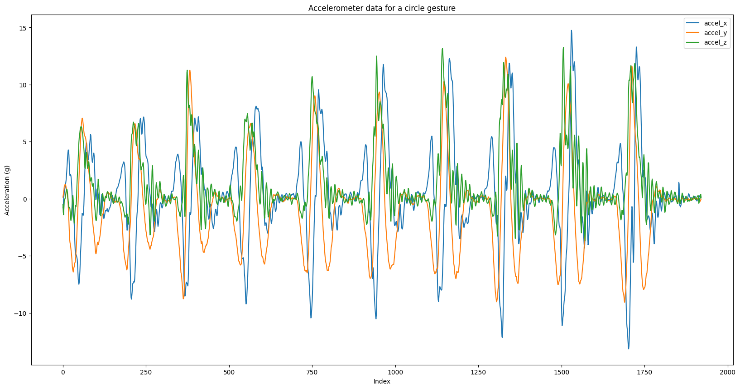 Accelerometer data for a circle gesture
accel_x
accel_y
accel_z
15
10
5
0
−5
−10
Acceleration (g)
0
250
500
750
1000
1250
1500
1750
2000
Index